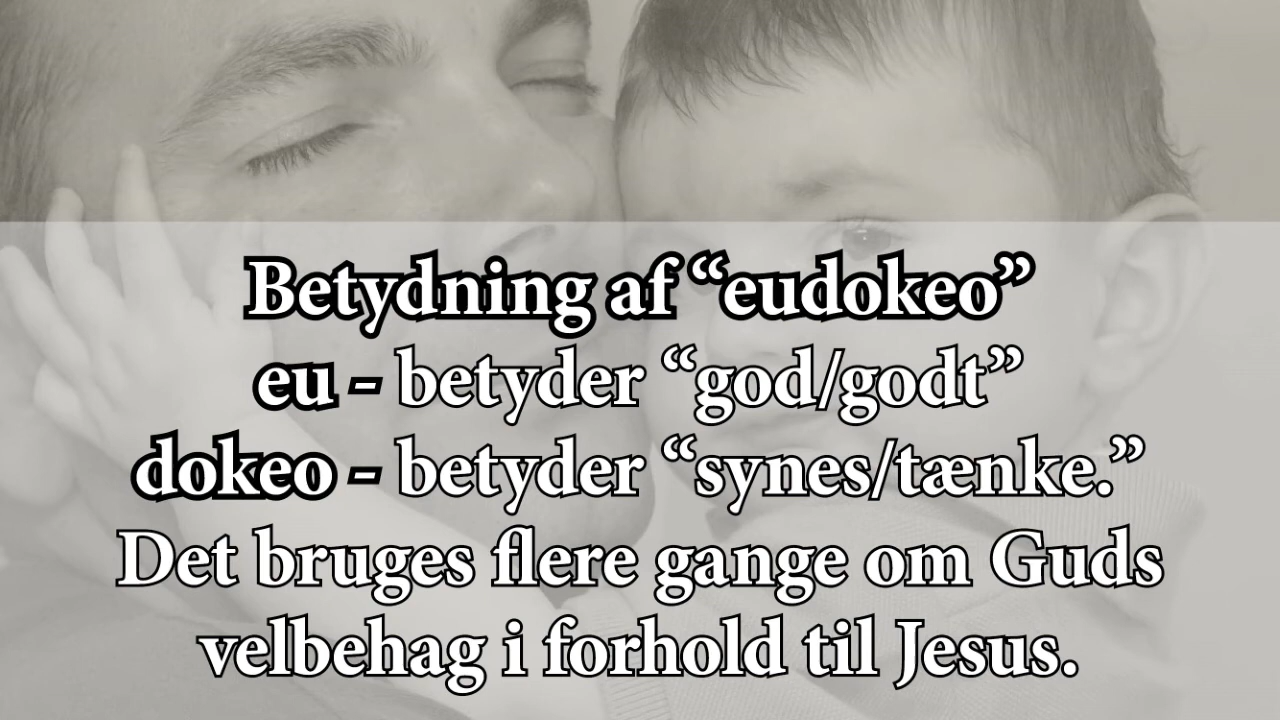 Betydning af “eudokeo”
eu - betyder “god/godt”
dokeo - betyder “synes/tænke.”
Det bruges flere gange om Guds
velbehag i forhold til Jesus.